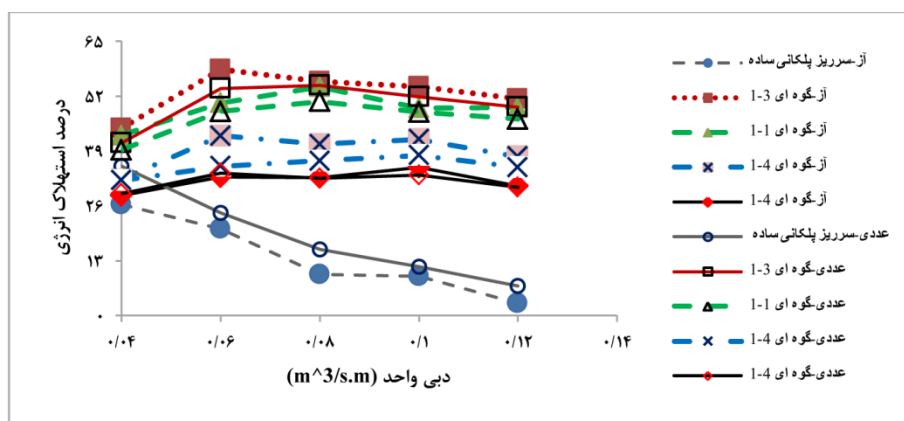 درصد استهلاک انرژی
۶۵
۵۲
۳۹
۲۶
۱۳
۰
۰/۰۴ ۰/۰۶ ۰/۰۸ ۰/۱ ۰/۱۲ ۰/۱۴
دبی واحد (m^3/s.m)
آز-سرریز پلکانی ساده
آز-گوه ای 3-1
آز-گوه ای 1-1
آز-گوه ای 4-1
آز-گوه ای 4-1
عددی-سرریز پلکانی ساده
عددی-گوه ای 3-1
عددی-گوه ای 1-1
عددی-گوه ای 4-1
عددی-گوه ای 4-1